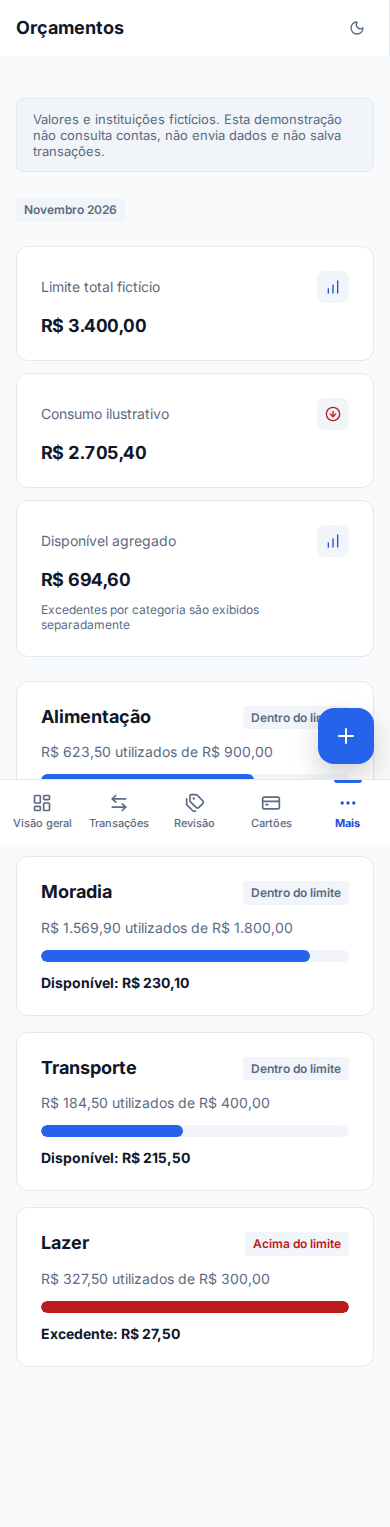 Orçamentos
Valores e instituições fictícios. Esta demonstração
não consulta contas, não envia dados e não salva
transações.
Novembro 2026
Limite total fictício
R$ 3.400,00
Consumo ilustrativo
R$ 2.705,40
Disponível agregado
R$ 694,60
Excedentes por categoria são exibidos
separadamente
Alimentação
Dentro do
R$ 623,50 utilizados de R$ 900,00
Visão geral
Transações
Revisão
Cartões
Mais
Moradia
Dentro do limite
R$ 1.569,90 utilizados de R$ 1.800,00
Disponível: R$ 230,10
Transporte
Dentro do limite
R$ 184,50 utilizados de R$ 400,00
Disponível: R$ 215,50
Lazer
Acima do limite
R$ 327,50 utilizados de R$ 300,00
Excedente: R$ 27,50